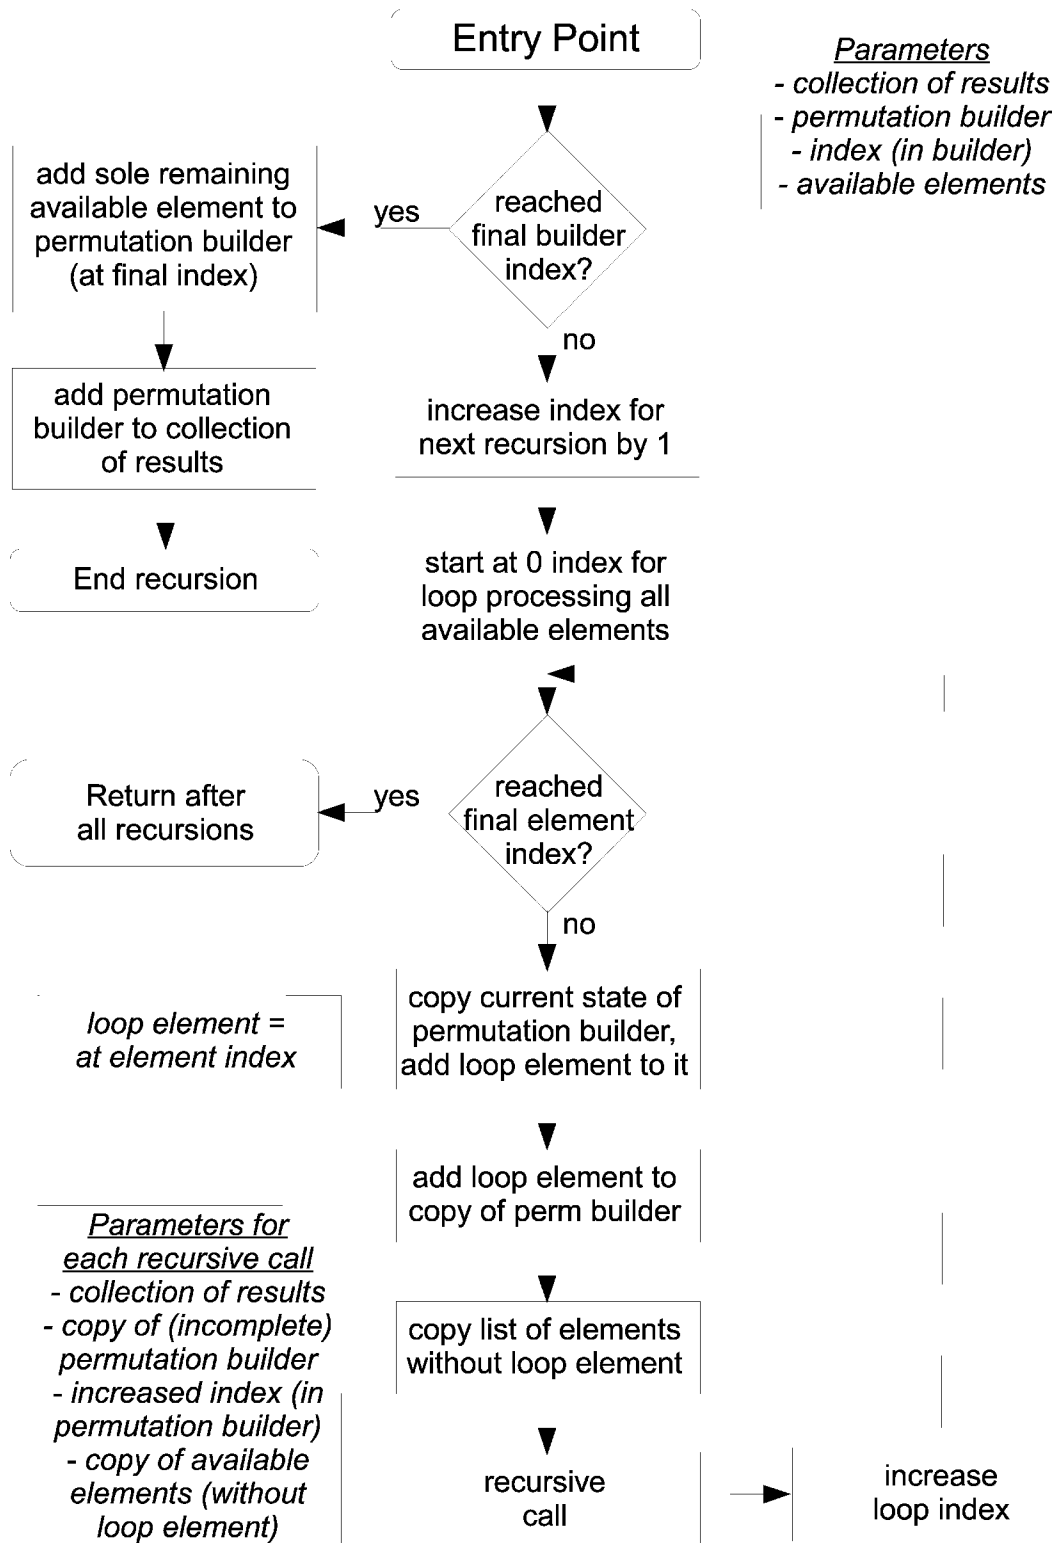 Entry Point
Parameters
- collection of results
- permutation builder
- index (in builder)
- available elements
reached
final builder
index?
yes
add sole remaining
available element to
permutation builder
(at final index)
add permutation
builder to collection
of results
End recursion
no
increase index for
next recursion by 1
start at 0 index for
loop processing all
available elements
reached
final element
index?
yes
Return after
all recursions
no
copy current state of
permutation builder,
add loop element to it
loop element =
at element index
add loop element to
copy of perm builder
copy list of elements
without loop element
recursive
call
increase
loop index
Parameters for
each recursive call
- collection of results
- copy of (incomplete)
permutation builder
- increased index (in
permutation builder)
- copy of available
elements (without
loop element)